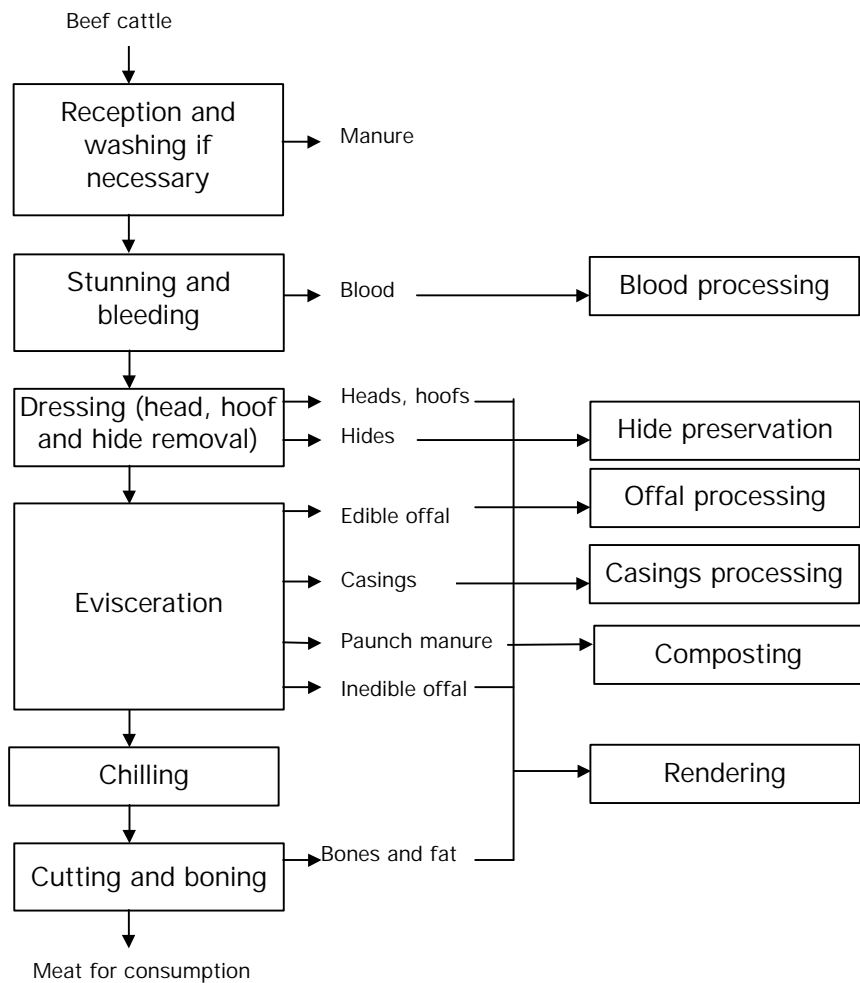 Beef cattle
Reception and
washing if
necessary
Manure
Stunning and
bleeding
Blood
Blood processing
Dressing (head, hoof
and hide removal)
Heads, hoofs
Hides
Hide preservation
Evisceration
Edible offal
Offal processing
Casings
Casings processing
Paunch manure
Composting
Inedible offal
Chilling
Rendering
Cutting and boning
Bones and fat
Meat for consumption